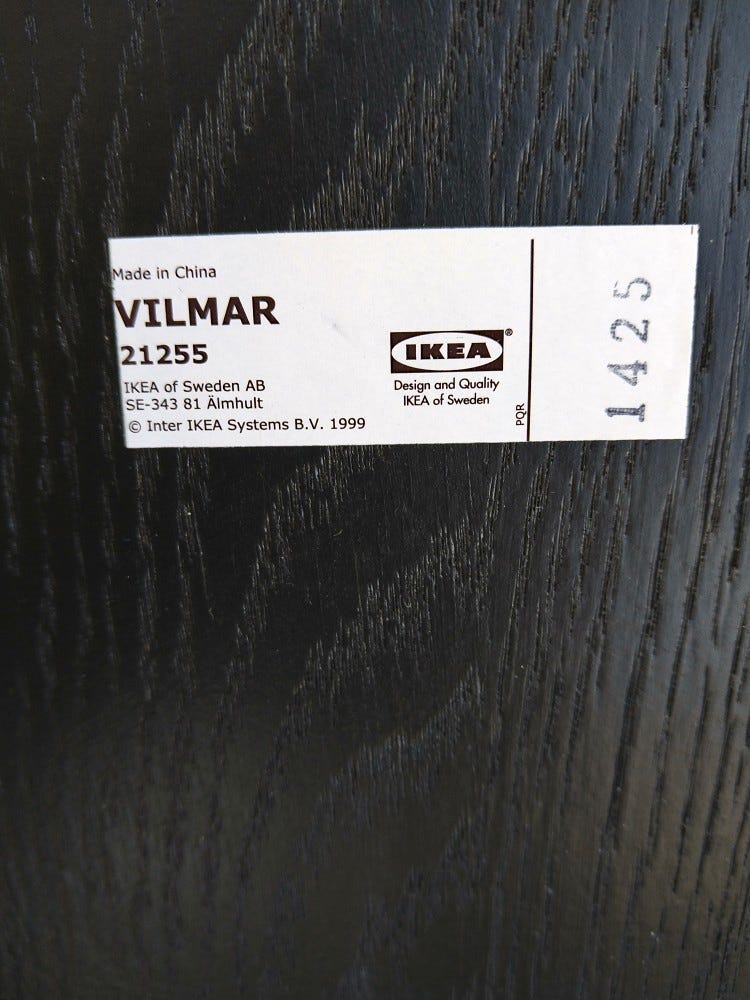 Made in China
VILMAR
21255
IKEA of Sweden AB
SE-343 81 Älmhult
© Inter IKEA Systems B.V. 1999
IKEA®
Design and Quality
IKEA of Sweden
PQR
1425